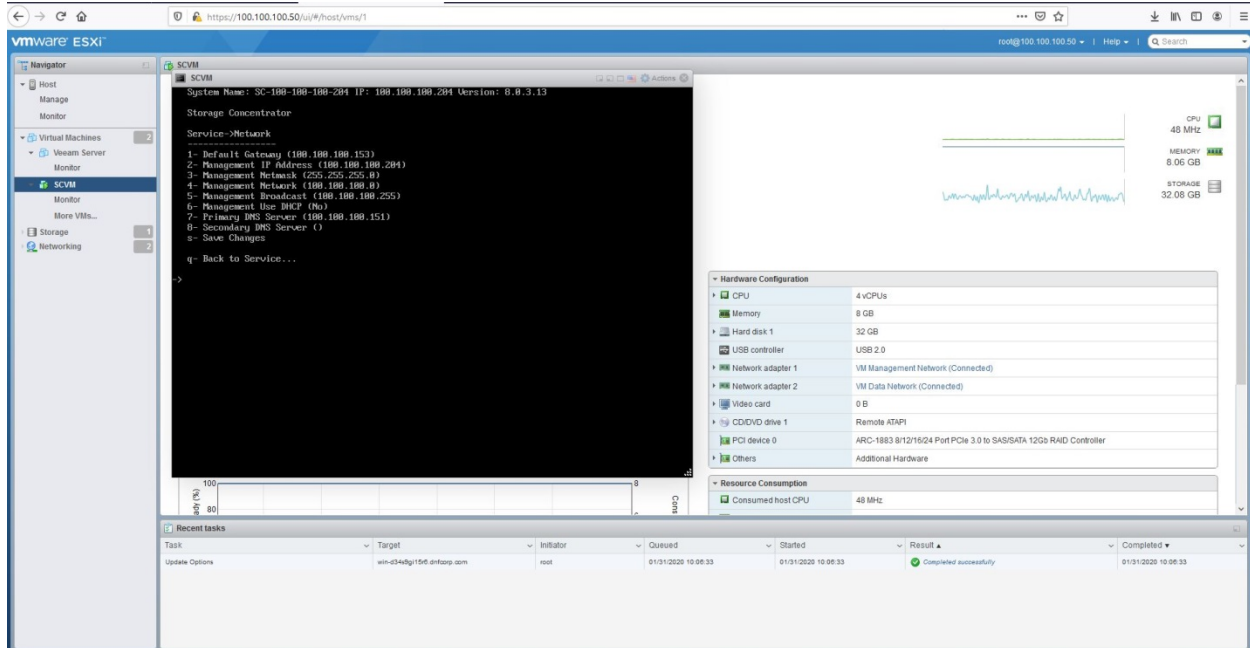 https://100.100.100.50/ui/#/host/vms/1
vmware ESXi
root@100.100.100.50 | Help | Search
Navigator
Host
Manage
Monitor
Virtual Machines 2
Veeam Server
Monitor
SCVM
Monitor
More VMs...
Storage 1
Networking 2
SCVM
SCVM Actions
System Name: SC-100-100-100-204 IP: 100.100.100.204 Version: 8.0.3.13
Storage Concentrator
Service->Network
-----------------
1- Default Gateway (100.100.100.153)
2- Management IP Address (100.100.100.204)
3- Management Netmask (255.255.255.0)
4- Management Network (100.100.100.0)
5- Management Broadcast (100.100.100.255)
6- Management Use DHCP (No)
7- Primary DNS Server (100.100.100.151)
8- Secondary DNS Server ()
s- Save Changes
q- Back to Service...
->
CPU
48 MHz
MEMORY
8.06 GB
STORAGE
32.08 GB
Hardware Configuration
CPU 4 vCPUs
Memory 8 GB
Hard disk 1 32 GB
USB controller USB 2.0
Network adapter 1 VM Management Network (Connected)
Network adapter 2 VM Data Network (Connected)
Video card 0 B
CD/DVD drive 1 Remote ATAPI
PCI device 0 ARC-1883 8/12/16/24 Port PCIe 3.0 to SAS/SATA 12Gb RAID Controller
Others Additional Hardware
Resource Consumption
Consumed host CPU 48 MHz
100
80
8
(%)
Cons
Recent tasks
Task Target Initiator Queued Started Result Completed
Update Options root 01/31/2020 10:06:33 01/31/2020 10:06:33 Completed successfully 01/31/2020 10:06:33